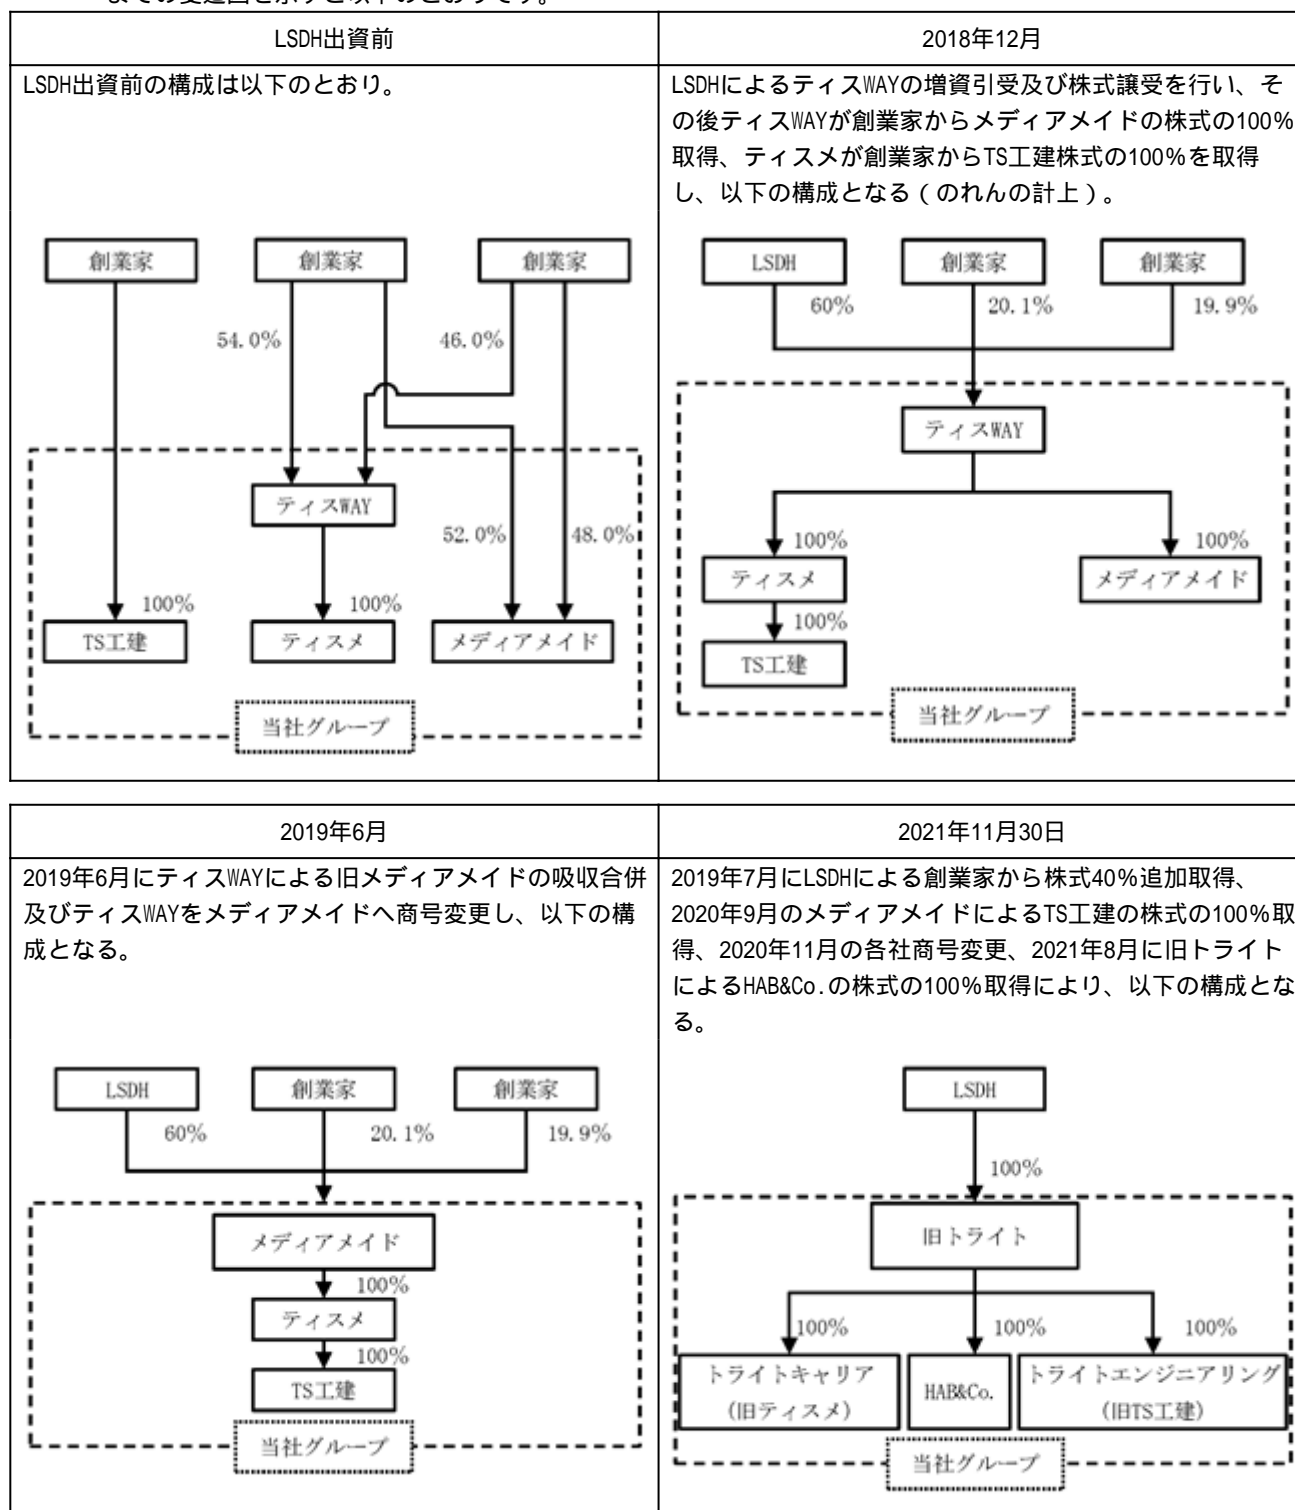 LSDH出資前
2018年12月
LSDH出資前の構成は以下のとおり。
LSDHによるティスWAYの増資引受及び株式譲受を行い、そ
の後ティスWAYが創業家からメディアメイドの株式の100%
取得、ティスメが創業家からTS工建株式の100%を取得
し、以下の構成となる(のれんの計上)。
創業家
創業家
創業家
54.0%
46.0%
ティスWAY
52.0%
48.0%
100%
100%
TS工建
ティスメ
メディアメイド
当社グループ
LSDH
創業家
創業家
60%
20.1%
19.9%
ティスWAY
100%
100%
ティスメ
メディアメイド
100%
TS工建
当社グループ
2019年6月
2021年11月30日
2019年6月にティスWAYによる旧メディアメイドの吸収合併
及びティスWAYをメディアメイドへ商号変更し、以下の構
成となる。
2019年7月にLSDHによる創業家から株式40%追加取得、
2020年9月のメディアメイドによるTS工建の株式の100%取
得、2020年11月の各社商号変更、2021年8月に旧トライト
によるHAB&Co.の株式の100%取得により、以下の構成とな
る。
LSDH
創業家
創業家
60%
20.1%
19.9%
メディアメイド
100%
ティスメ
100%
TS工建
当社グループ
LSDH
100%
旧トライト
100%
100%
100%
トライトキャリア
(旧ティスメ)
HAB&Co.
トライトエンジニアリング
(旧TS工建)
当社グループ